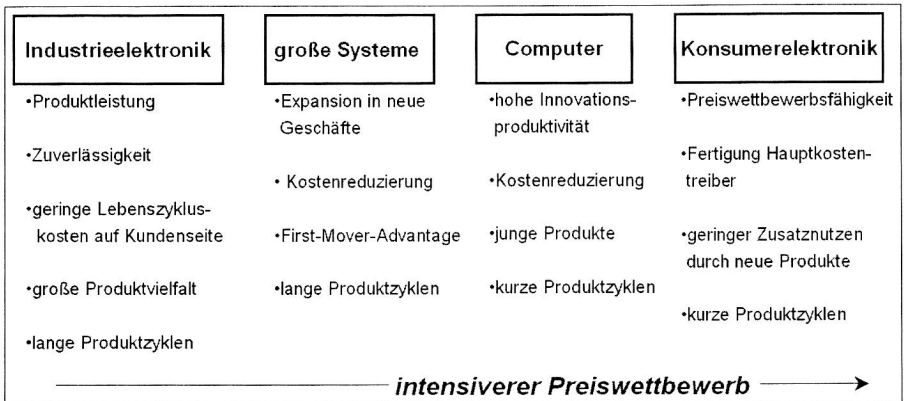 Industrieelektronik
•Produktleistung
•Zuverlässigkeit
•geringe Lebenszyklus-
kosten auf Kundenseite
•große Produktvielfalt
•lange Produktzyklen
große Systeme
•Expansion in neue
Geschäfte
• Kostenreduzierung
•First-Mover-Advantage
•lange Produktzyklen
Computer
•hohe Innovations-
produktivität
•Kostenreduzierung
•junge Produkte
•kurze Produktzyklen
Konsumerelektronik
•Preiswettbewerbsfähigkeit
•Fertigung Hauptkosten-
treiber
•geringer Zusatznutzen
durch neue Produkte
•kurze Produktzyklen
intensiverer Preiswettbewerb